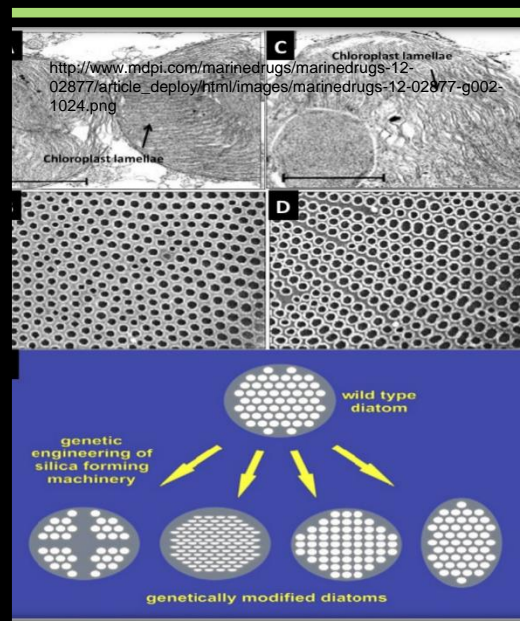 C
Chloroplast lamellae
http://www.mdpi.com/marinedrugs/marinedrugs-12-
02877/article_deploy/html/images/marinedrugs-12-02877-g002-
1024.png
Chloroplast lamellae
D
wild type
diatom
genetic
engineering of
silica forming
machinery
genetically modified diatoms